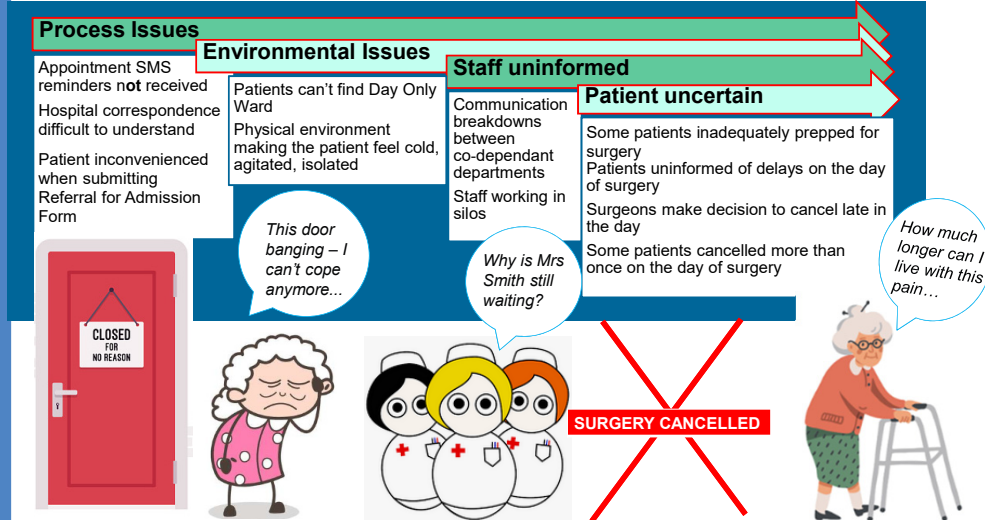 Process Issues
Environmental Issues
Staff uninformed
Patient uncertain
Appointment SMS
reminders not received
Hospital correspondence
difficult to understand
Patient inconvenienced
when submitting
Referral for Admission
Form
Patients can't find Day Only
Ward
Physical environment
making the patient feel cold,
agitated, isolated
Communication
breakdowns
between
co-dependant
departments
Staff working in
silos
Some patients inadequately prepped for
surgery
Patients uninformed of delays on the day
of surgery
Surgeons make decision to cancel late in
the day
Some patients cancelled more than
once on the day of surgery
This door
banging – I
can't cope
anymore...
Why is Mrs
Smith still
waiting?
How much
longer can I
live with this
pain…
CLOSED
FOR
NO REASON
SURGERY CANCELLED